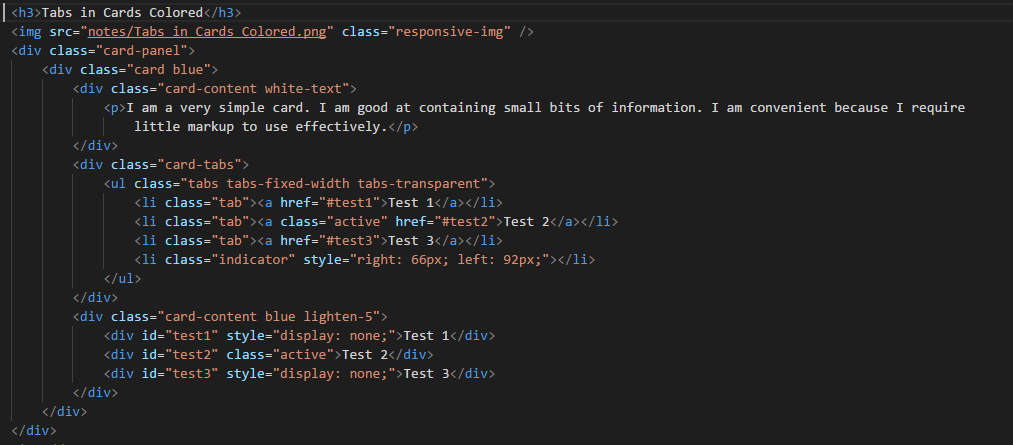 <h3>Tabs in Cards Colored</h3>
<img src="notes/Tabs in Cards Colored.png" class="responsive-img" />
<div class="card-panel">
<div class="card blue">
<div class="card-content white-text">
<p>I am a very simple card. I am good at containing small bits of information. I am convenient because I require
little markup to use effectively.</p>
</div>
<div class="card-tabs">
<ul class="tabs tabs-fixed-width tabs-transparent">
<li class="tab"><a href="#test1">Test 1</a></li>
<li class="tab"><a class="active" href="#test2">Test 2</a></li>
<li class="tab"><a href="#test3">Test 3</a></li>
<li class="indicator" style="right: 66px; left: 92px;"></li>
</ul>
</div>
<div class="card-content blue lighten-5">
<div id="test1" style="display: none;">Test 1</div>
<div id="test2" class="active">Test 2</div>
<div id="test3" style="display: none;">Test 3</div>
</div>
</div>
</div>